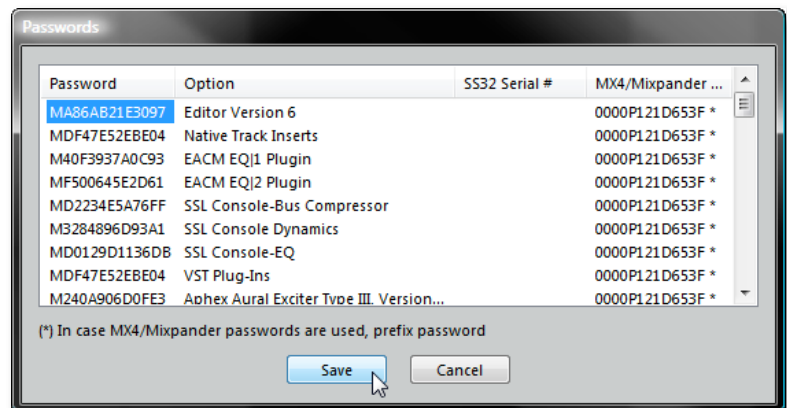 Passwords
Password Option SS32 Serial # MX4/Mixpander ...
MA86AB21E3097 Editor Version 6 0000P121D653F *
MDF47E52EBE04 Native Track Inserts 0000P121D653F *
M40F3937A0C93 EACM EQ|1 Plugin 0000P121D653F *
MF500645E2D61 EACM EQ|2 Plugin 0000P121D653F *
MD2234E5A76FF SSL Console-Bus Compressor 0000P121D653F *
M3284896D93A1 SSL Console Dynamics 0000P121D653F *
MD0129D1136DB SSL Console-EQ 0000P121D653F *
MDF47E52EBE04 VST Plug-Ins 0000P121D653F *
M240A906D0FE3 Aphex Aural Exciter Type III. Version... 0000P121D653F *
(*) In case MX4/Mixpander passwords are used, prefix password
Save Cancel